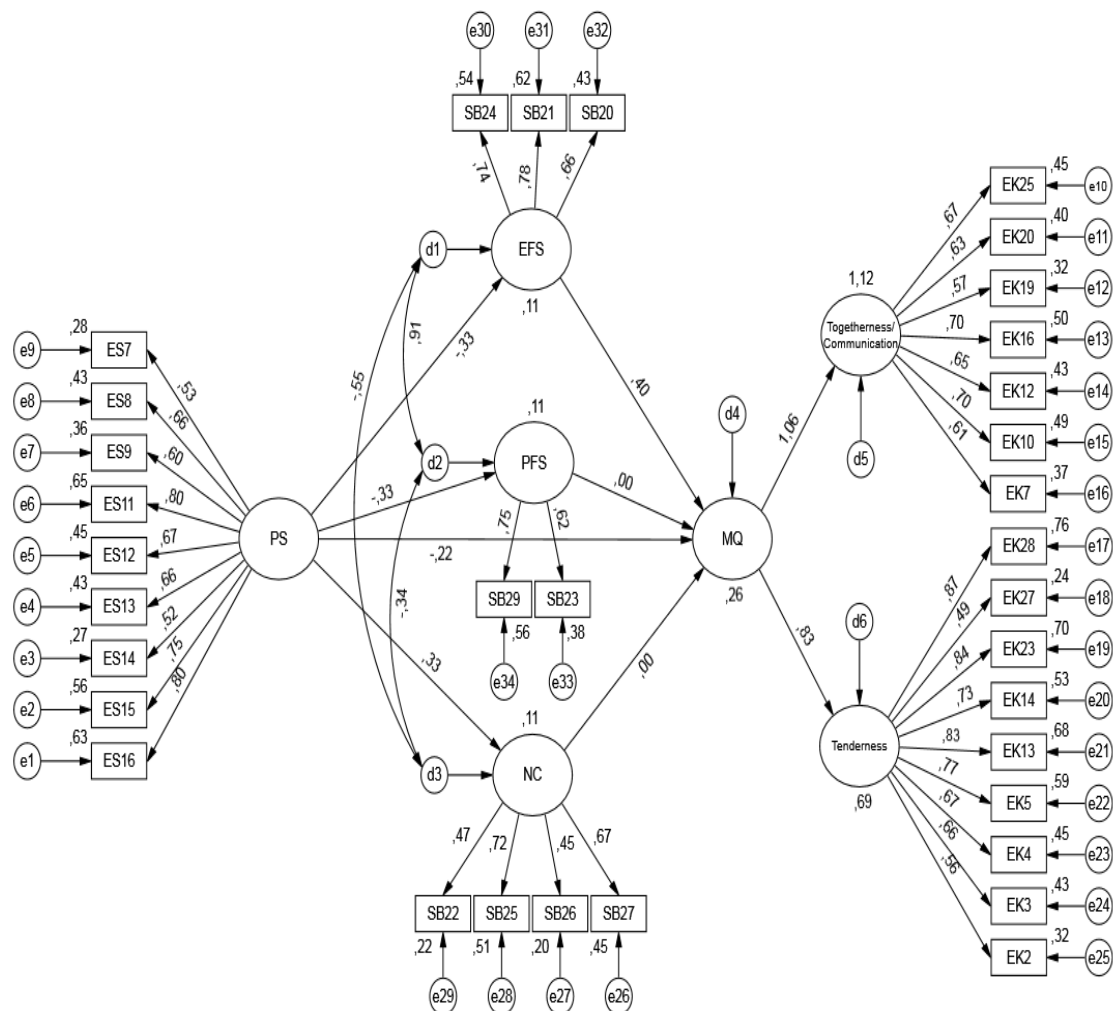 e30
e31
e32
,54
,62
,43
SB24
SB21
SB20
,74
,78
,66
d1
EFS
,11
-,55
,91
-,33
,40
e9
,28
ES7
,53
e8
,43
ES8
,66
e7
,36
ES9
,60
e6
,65
ES11
,80
e5
,45
ES12
,67
e4
,43
ES13
,66
e3
,27
ES14
,52
e2
,56
ES15
,75
e1
,63
ES16
,80
PS
,11
d2
PFS
-,33
,00
-,22
,75
,62
SB29
SB23
,56
,38
e34
e33
-,34
,33
,00
,11
d3
NC
,47
,72
,45
,67
SB22
SB25
SB26
SB27
,22
,51
,20
,45
e29
e28
e27
e26
d4
MQ
,26
1,06
,83
1,12
Togetherness/
Communication
d5
d6
Tenderness
,69
,67
EK25
,45
e10
,63
EK20
,40
e11
,57
EK19
,32
e12
,70
EK16
,50
e13
,65
EK12
,43
e14
,70
EK10
,49
e15
,61
EK7
,37
e16
,87
EK28
,76
e17
,49
EK27
,24
e18
,84
EK23
,70
e19
,73
EK14
,53
e20
,83
EK13
,68
e21
,77
EK5
,59
e22
,67
EK4
,45
e23
,66
EK3
,43
e24
,56
EK2
,32
e25